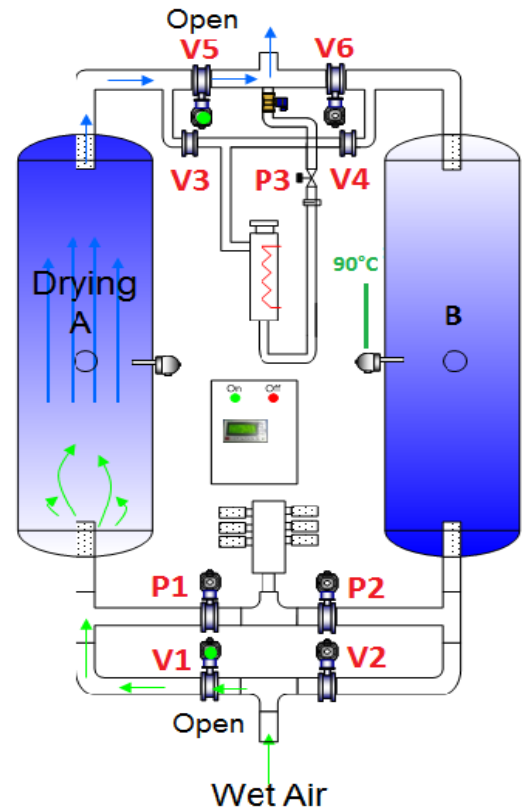 Open
V5
V6
V3
P3
V4
90°C
Drying
A
B
On
Off
P1
P2
V1
V2
Open
Wet Air